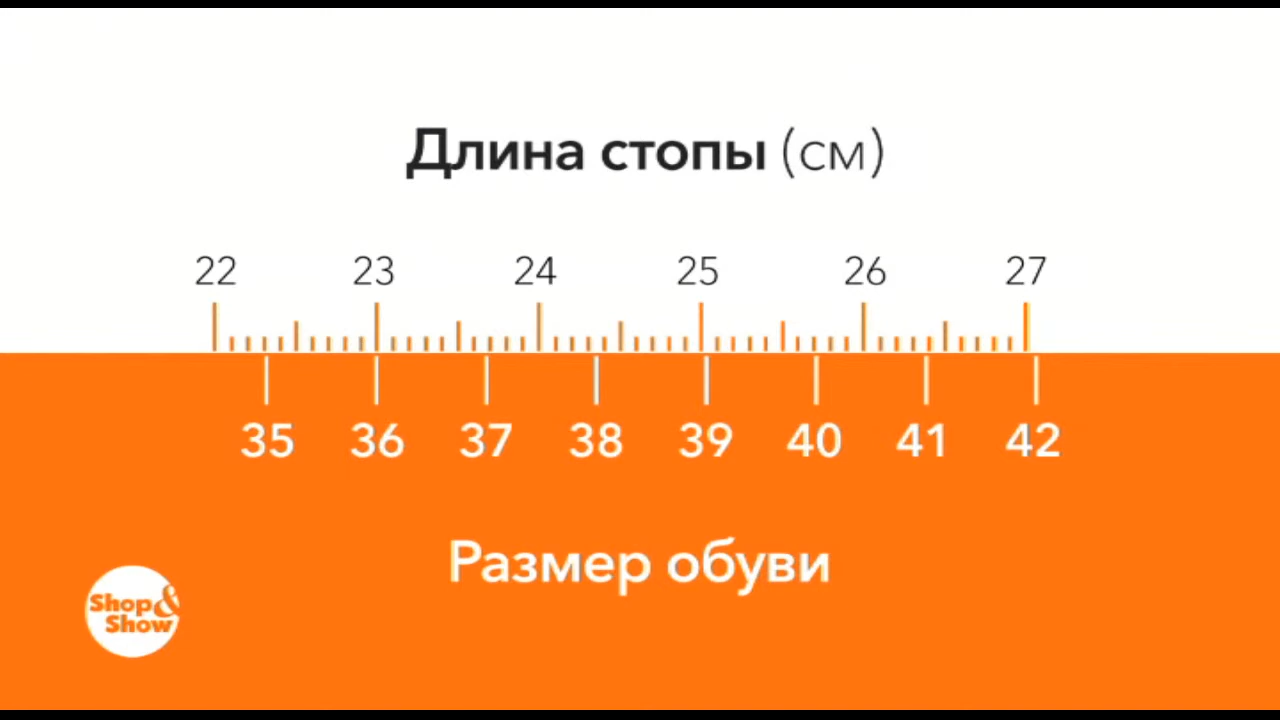 Длина стопы (см)
22 23 24 25 26 27
35 36 37 38 39 40 41 42
Размер обуви
Shop&
Show